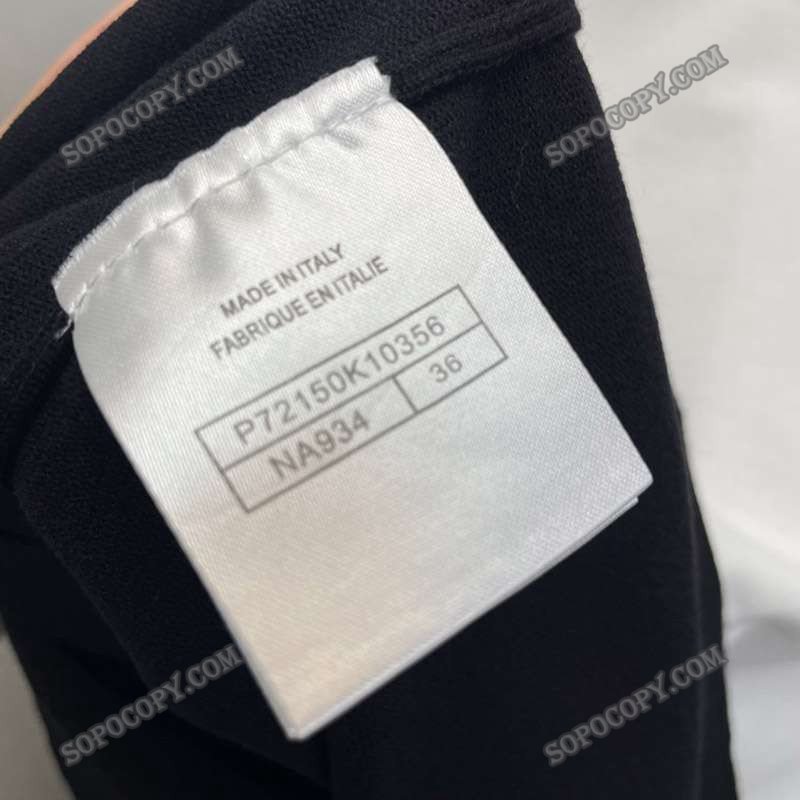 SOPOCOPY.COM
SOPOCOPY.COM
MADE IN ITALY
FABRIQUE EN ITALIE
P72150K10356
NA934
36
SOPOCOPY.COM
SOPOCOPY.COM